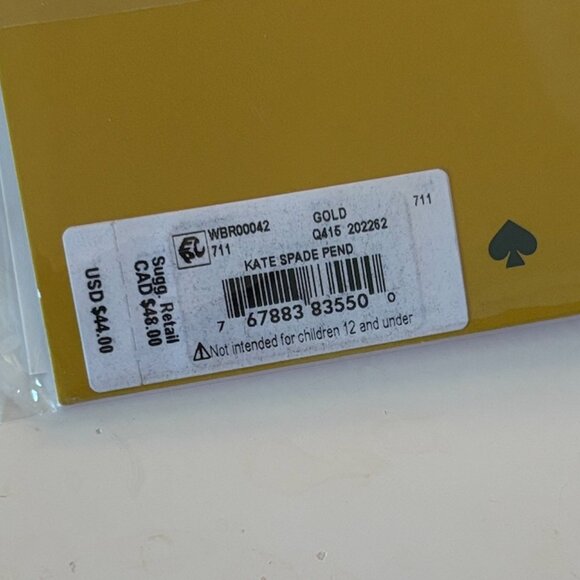 WBR00042 GOLD 711
711 Q415 202262
KATE SPADE PEND
7 67883 83550 0
Not intended for children 12 and under
Sugg. Retail
CAD $48.00
USD $44.00